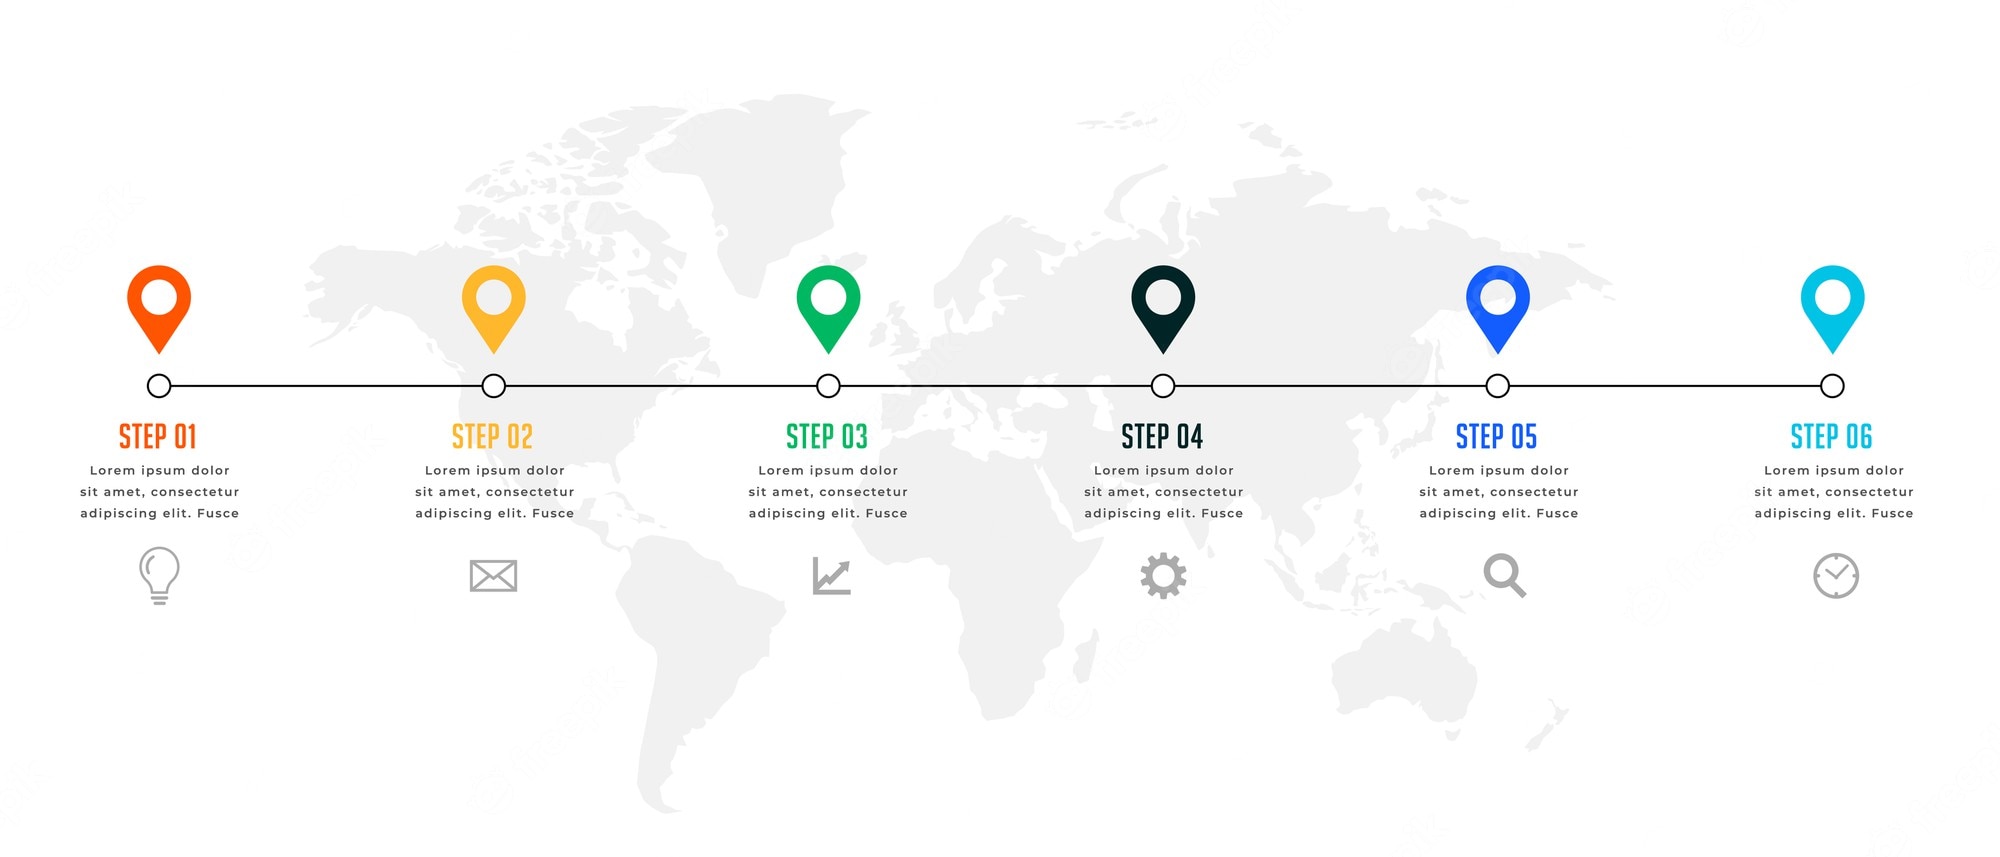 STEP 01
Lorem ipsum dolor
sit amet, consectetur
adipiscing elit. Fusce
STEP 02
Lorem ipsum dolor
sit amet, consectetur
adipiscing elit. Fusce
STEP 03
Lorem ipsum dolor
sit amet, consectetur
adipiscing elit. Fusce
STEP 04
Lorem ipsum dolor
sit amet, consectetur
adipiscing elit. Fusce
STEP 05
Lorem ipsum dolor
sit amet, consectetur
adipiscing elit. Fusce
STEP 06
Lorem ipsum dolor
sit amet, consectetur
adipiscing elit. Fusce